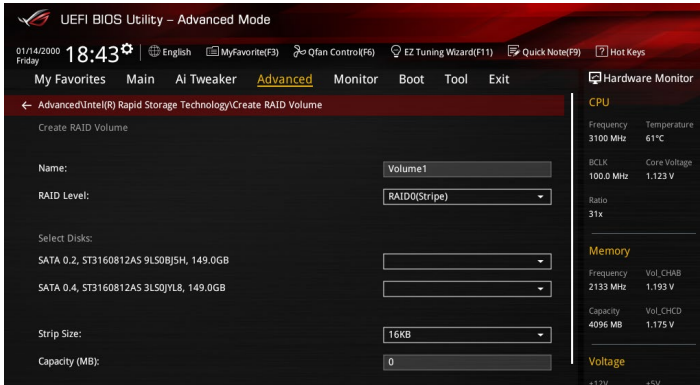 UEFI BIOS Utility – Advanced Mode
01/14/2000
Friday
18:43
English
MyFavorite(F3)
Qfan Control(F6)
EZ Tuning Wizard(F11)
Quick Note(F9)
? Hot Keys
My Favorites Main Ai Tweaker Advanced Monitor Boot Tool Exit
Hardware Monitor
← Advanced\Intel(R) Rapid Storage Technology\Create RAID Volume
Create RAID Volume
Name: Volume1
RAID Level: RAID0(Stripe)
Select Disks:
SATA 0.2, ST3160812AS 9LS0BJ5H, 149.0GB
SATA 0.4, ST3160812AS 3LS0JYL8, 149.0GB
Strip Size: 16KB
Capacity (MB): 0
CPU
Frequency Temperature
3100 MHz 61°C
BCLK Core Voltage
100.0 MHz 1.123 V
Ratio
31x
Memory
Frequency Vol_CHAB
2133 MHz 1.193 V
Capacity Vol_CHCD
4096 MB 1.175 V
Voltage
+12V +5V